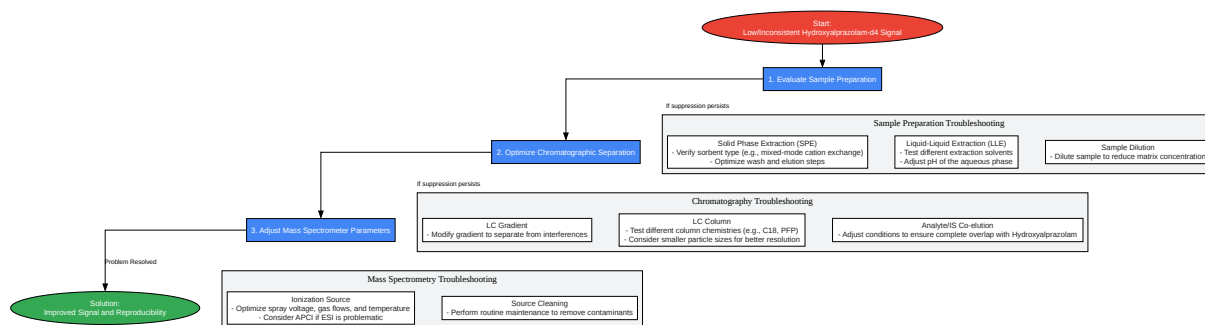 Start:
Low/Inconsistent Hydroxyalprazolam-d4 Signal
1. Evaluate Sample Preparation
If suppression persists
Sample Preparation Troubleshooting
Solid Phase Extraction (SPE)
- Verify sorbent type (e.g., mixed-mode cation exchange)
- Optimize wash and elution steps
Liquid-Liquid Extraction (LLE)
- Test different extraction solvents
- Adjust pH of the aqueous phase
Sample Dilution
- Dilute sample to reduce matrix concentration
2. Optimize Chromatographic Separation
If suppression persists
Chromatography Troubleshooting
LC Gradient
- Modify gradient to separate from interferences
LC Column
- Test different column chemistries (e.g., C18, PFP)
- Consider smaller particle sizes for better resolution
Analyte/IS Co-elution
- Adjust conditions to ensure complete overlap with Hydroxyalprazolam
3. Adjust Mass Spectrometer Parameters
Problem Resolved
Mass Spectrometry Troubleshooting
Ionization Source
- Optimize spray voltage, gas flows, and temperature
- Consider APCI if ESI is problematic
Source Cleaning
- Perform routine maintenance to remove contaminants
Solution:
Improved Signal and Reproducibility